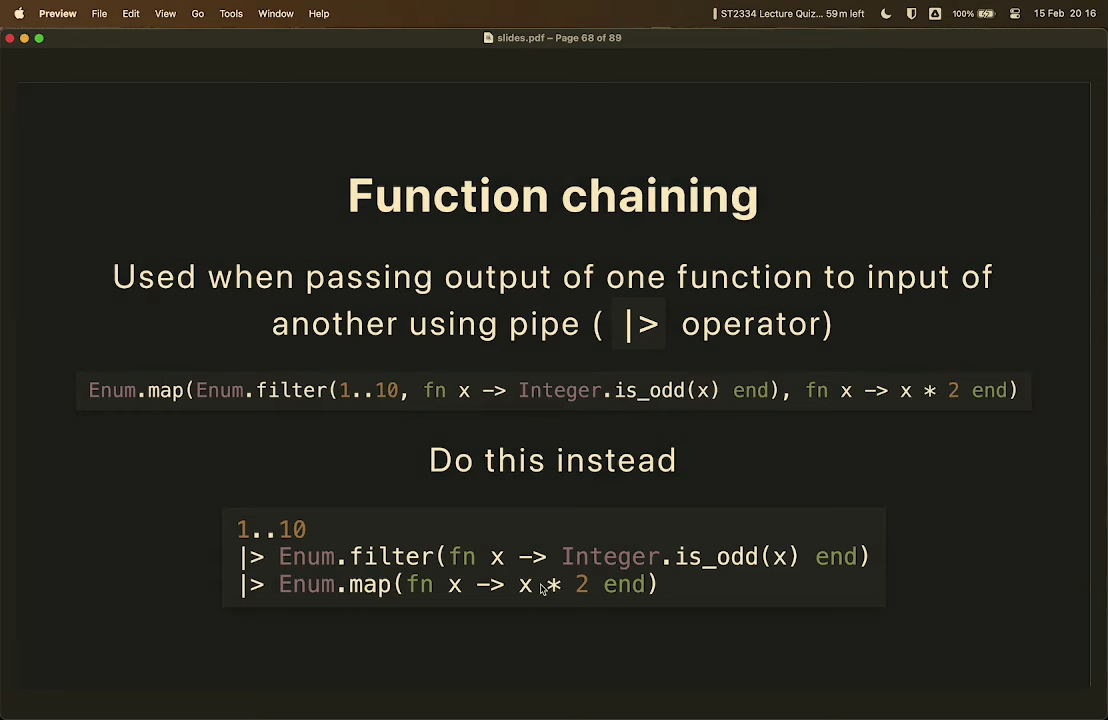 Preview File Edit View Go Tools Window Help ST2334 Lecture Quiz... 59 m left 100% 15 Feb 20 16
slides.pdf – Page 68 of 89
Function chaining
Used when passing output of one function to input of
another using pipe ( |> operator)
Enum.map(Enum.filter(1..10, fn x -> Integer.is_odd(x) end), fn x -> x * 2 end)
Do this instead
1..10
|> Enum.filter(fn x -> Integer.is_odd(x) end)
|> Enum.map(fn x -> x * 2 end)